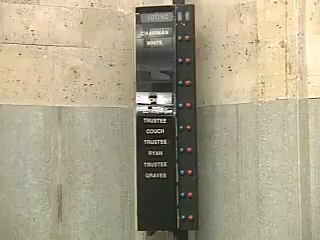 VOTING
CHAIRMAN
WHITE
TRUSTEE
COUCH
TRUSTEE
RYAN
TRUSTEE
GRAVES